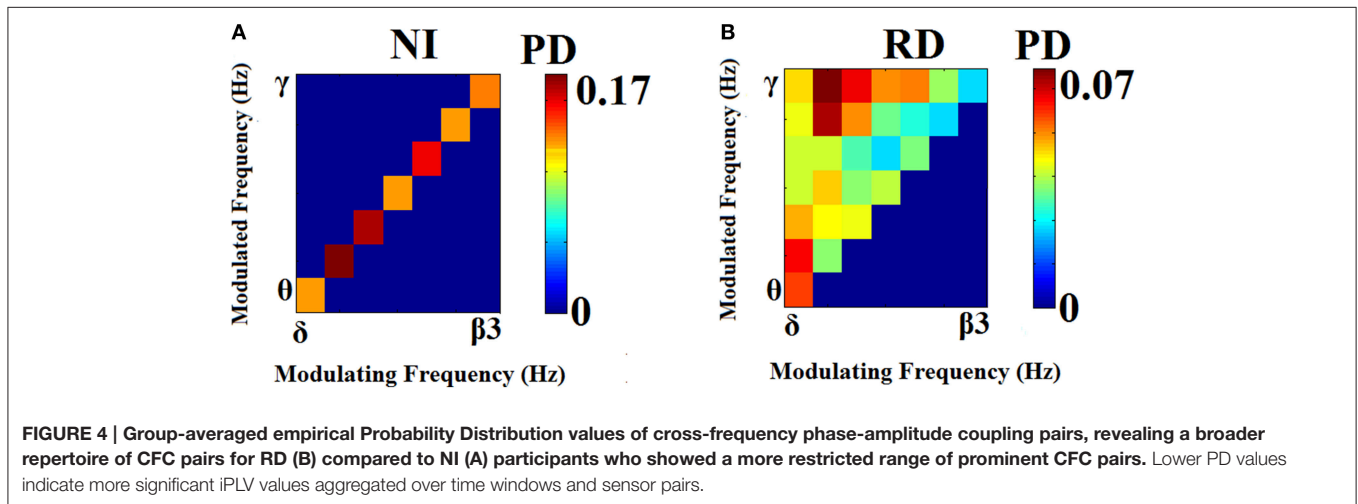 A
NI
PD
Modulated Frequency (Hz)
γ
θ
δ
β3
Modulating Frequency (Hz)
0.17
0
B
RD
PD
Modulated Frequency (Hz)
γ
θ
δ
β3
Modulating Frequency (Hz)
0.07
0
FIGURE 4 | Group-averaged empirical Probability Distribution values of cross-frequency phase-amplitude coupling pairs, revealing a broader
repertoire of CFC pairs for RD (B) compared to NI (A) participants who showed a more restricted range of prominent CFC pairs. Lower PD values
indicate more significant iPLV values aggregated over time windows and sensor pairs.